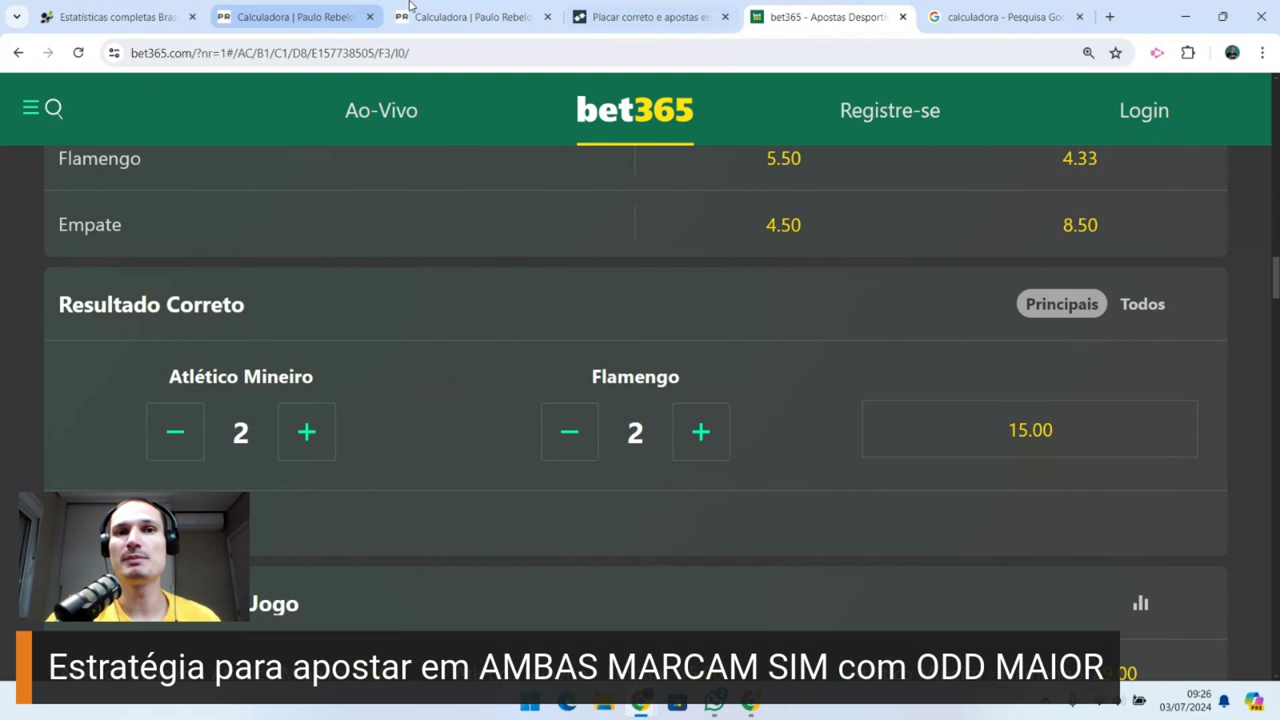 Estatísticas completas Bras
Calculadora | Paulo Rebelo
Calculadora | Paulo Rebelo
Placar correto e apostas em
bet365 - Apostas Desporti
calculadora - Pesquisa Goo
bet365.com/?nr=1#/AC/B1/C1/D8/E157738505/F3/I0/
Ao-Vivo
bet365
Registre-se
Login
Flamengo 5.50 4.33
Empate 4.50 8.50
Resultado Correto
Principais Todos
Atlético Mineiro
Flamengo
− 2 +
− 2 +
15.00
Jogo
Estratégia para apostar em AMBAS MARCAM SIM com ODD MAIOR
09:26
03/07/2024